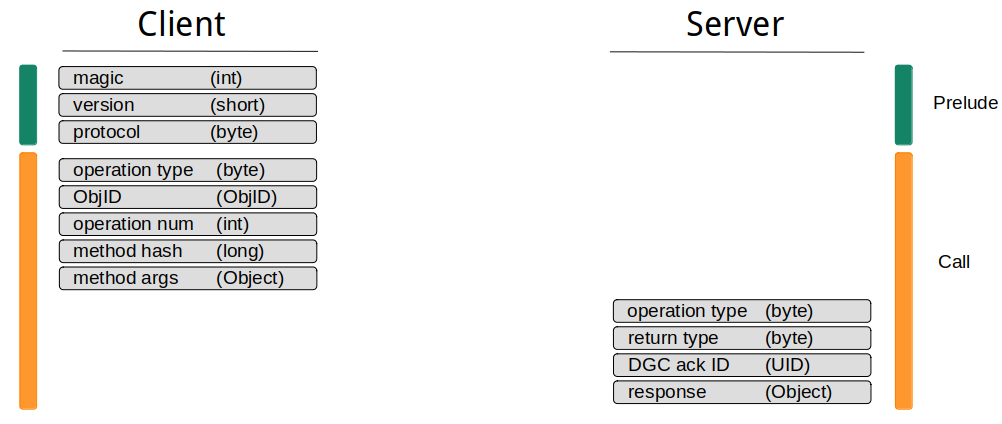 Client
Server
magic (int)
version (short)
protocol (byte)
Prelude
operation type (byte)
ObjID (ObjID)
operation num (int)
method hash (long)
method args (Object)
Call
operation type (byte)
return type (byte)
DGC ack ID (UID)
response (Object)